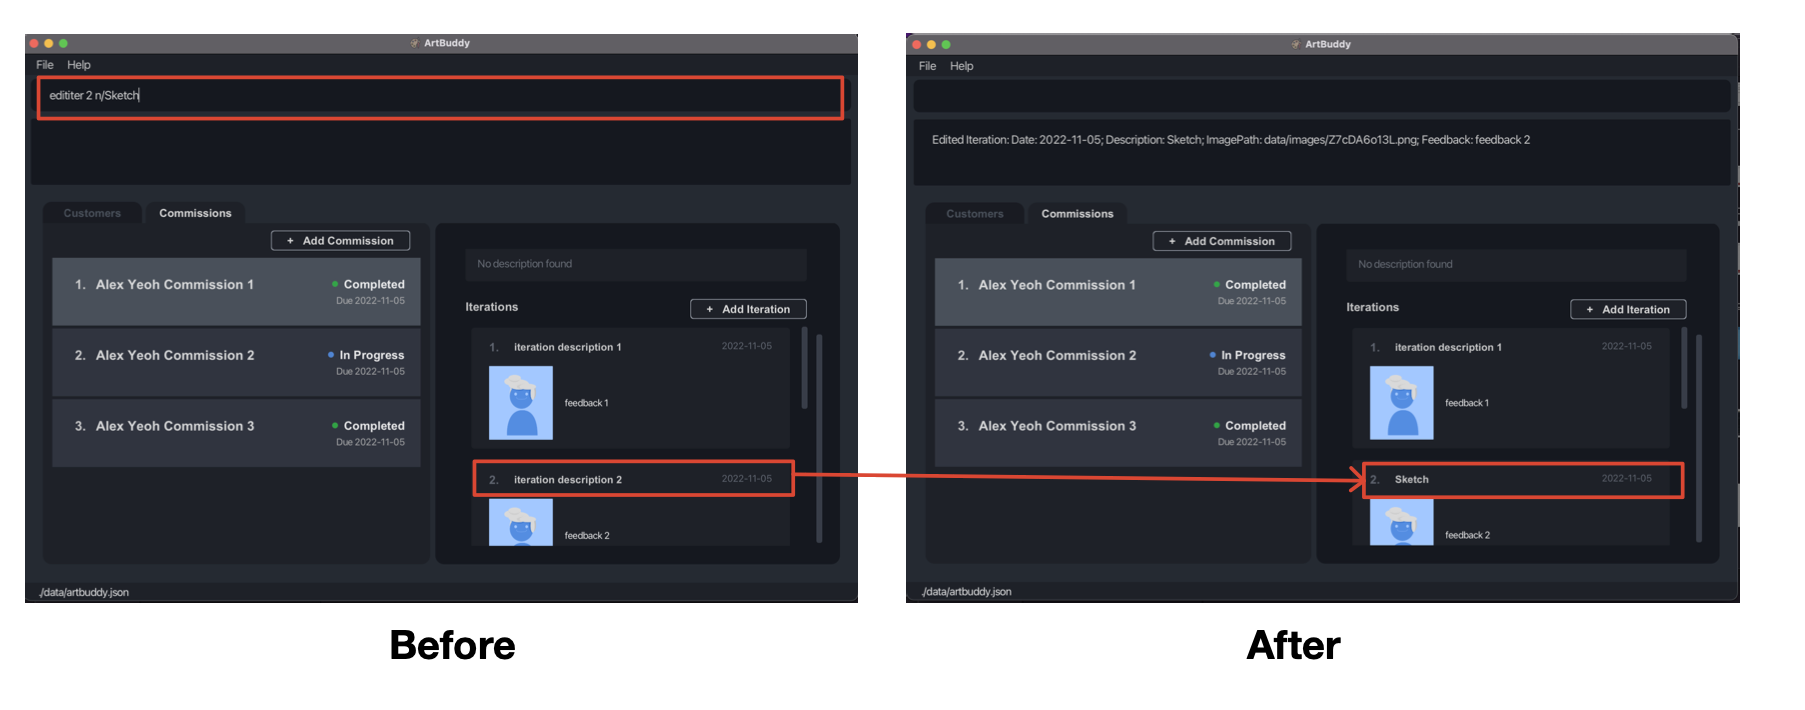 ArtBuddy
File Help
edititer 2 n/Sketch
Customers Commissions
+ Add Commission
1. Alex Yeoh Commission 1 Completed
Due 2022-11-05
2. Alex Yeoh Commission 2 In Progress
Due 2022-11-05
3. Alex Yeoh Commission 3 Completed
Due 2022-11-05
No description found
Iterations + Add Iteration
1. iteration description 1 2022-11-05
feedback 1
2. iteration description 2 2022-11-05
feedback 2
./data/artbuddy.json
Before
ArtBuddy
File Help
Edited Iteration: Date: 2022-11-05; Description: Sketch; ImagePath: data/images/Z7cDA6o13L.png; Feedback: feedback 2
Customers Commissions
+ Add Commission
1. Alex Yeoh Commission 1 Completed
Due 2022-11-05
2. Alex Yeoh Commission 2 In Progress
Due 2022-11-05
3. Alex Yeoh Commission 3 Completed
Due 2022-11-05
No description found
Iterations + Add Iteration
1. iteration description 1 2022-11-05
feedback 1
2. Sketch 2022-11-05
feedback 2
./data/artbuddy.json
After